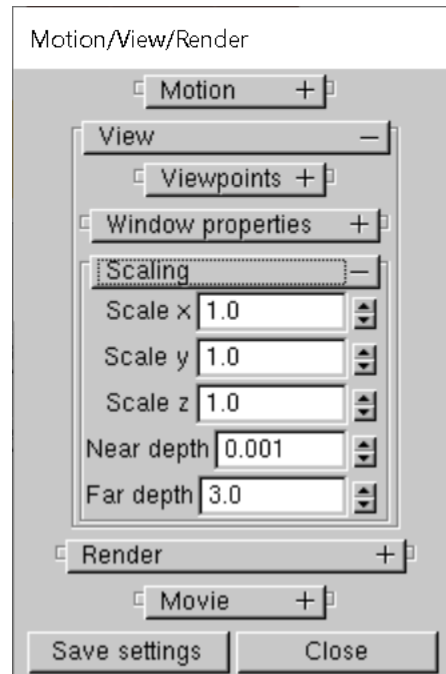 Motion/View/Render
Motion +
View −
Viewpoints +
Window properties +
Scaling −
Scale x 1.0
Scale y 1.0
Scale z 1.0
Near depth 0.001
Far depth 3.0
Render +
Movie +
Save settings Close